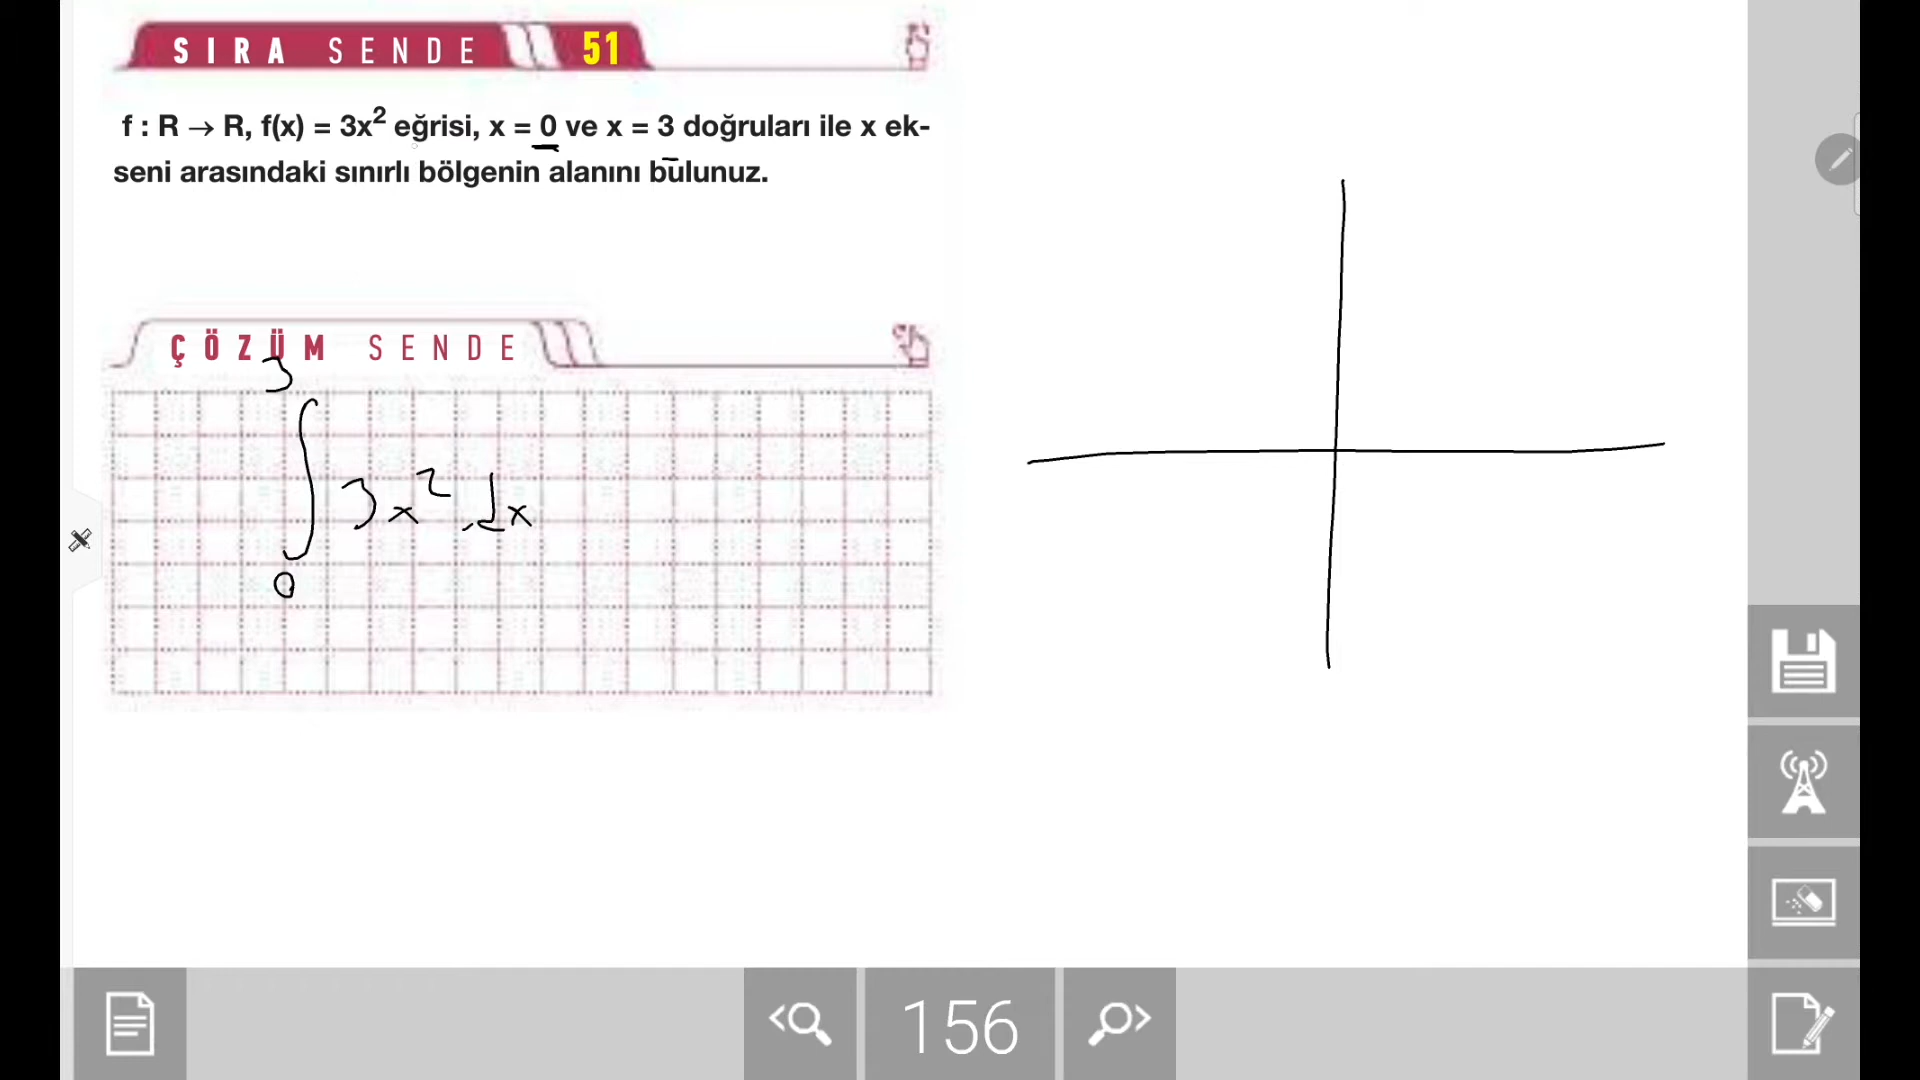 SIRA SENDE 51
f : R → R, f(x) = 3x² eğrisi, x = 0 ve x = 3 doğruları ile x ek-
seni arasındaki sınırlı bölgenin alanını bulunuz.
ÇÖZÜM SENDE
3
∫ 3x² . dx
0
156